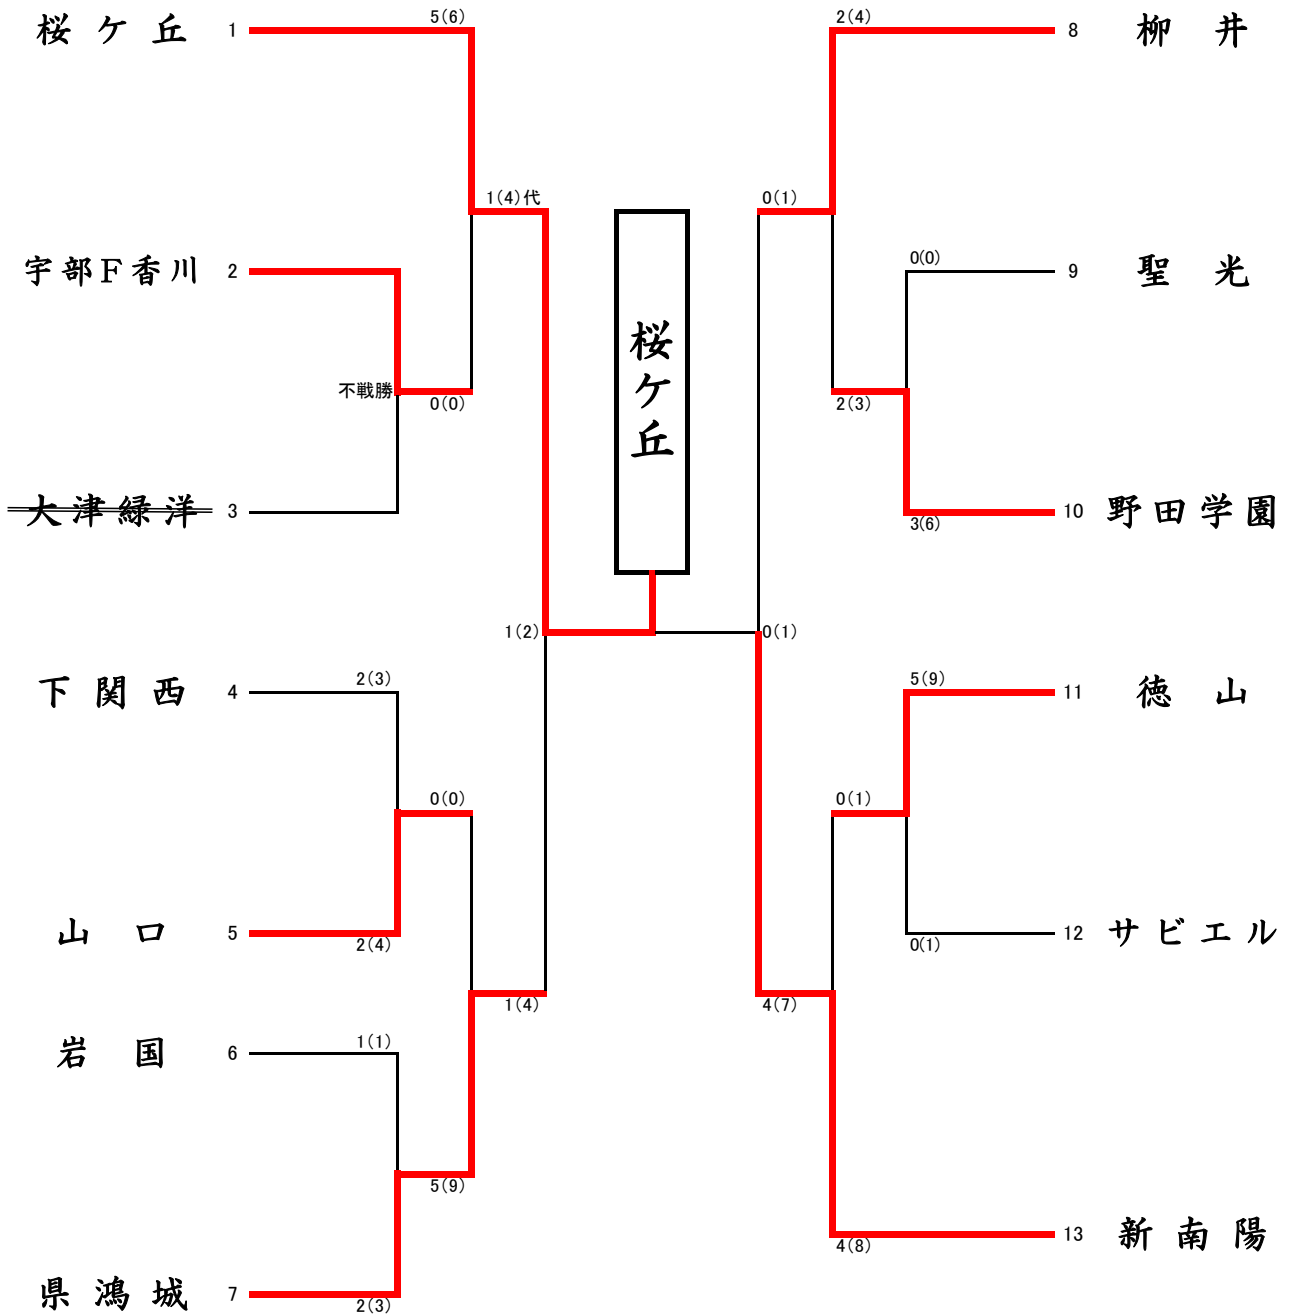 桜ケ丘 1
5(6)
2(4)
8 柳井
1(4)代
0(1)
宇部F香川 2
0(0)
9 聖光
桜ケ丘
不戦勝
0(0)
2(3)
大津緑洋 3
3(6)
10 野田学園
1(2)
0(1)
下関西 4
2(3)
5(9)
11 徳山
0(0)
0(1)
山口 5
2(4)
0(1)
12 サビエル
1(4)
4(7)
岩国 6
1(1)
5(9)
4(8)
13 新南陽
県鴻城 7
2(3)